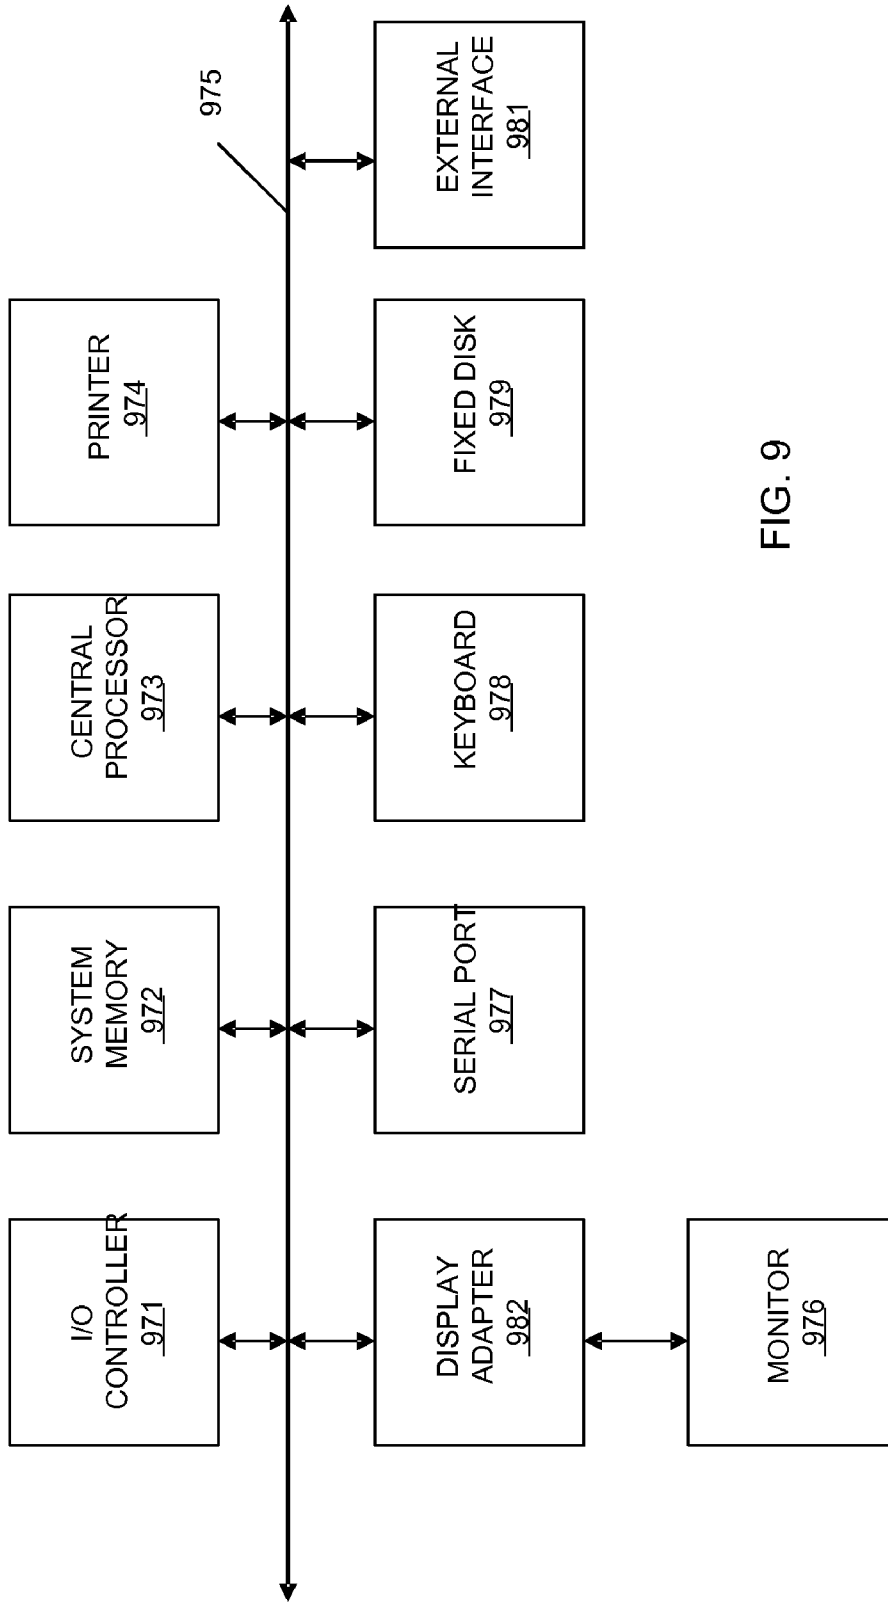 I/O
CONTROLLER
971
SYSTEM
MEMORY
972
CENTRAL
PROCESSOR
973
PRINTER
974
975
DISPLAY
ADAPTER
982
SERIAL PORT
977
KEYBOARD
978
FIXED DISK
979
EXTERNAL
INTERFACE
981
MONITOR
976
FIG. 9